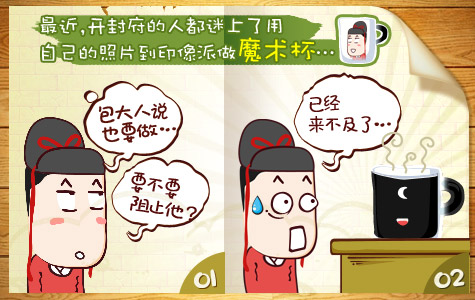 最近,开封府的人都迷上了用
自己的照片到印像派做魔术杯…
包大人说
也要做…
要不要
阻止他?
01
已经
来不及了…
02